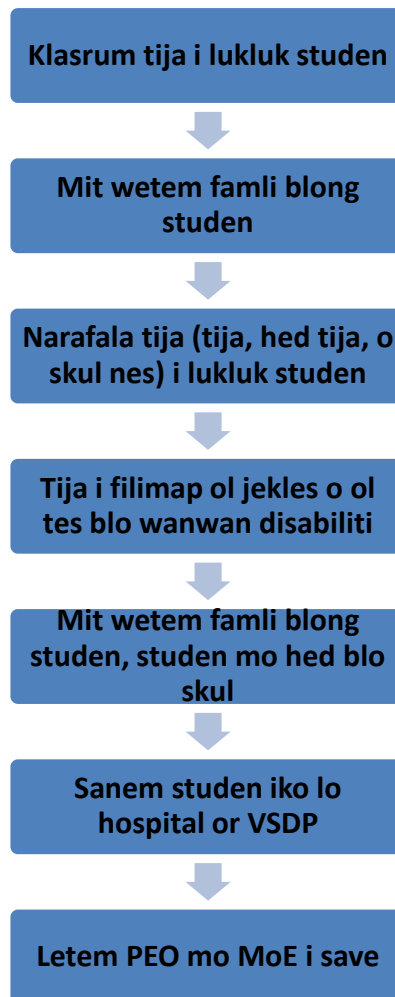 Klasrum tija i lukluk studen
Mit wetem famli blong
studen
Narafala tija (tija, hed tija, o
skul nes) i lukluk studen
Tija i filimap ol jekles o ol
tes blo wanwan disabiliti
Mit wetem famli blong
studen, studen mo hed blo
skul
Sanem studen iko lo
hospital or VSDP
Letem PEO mo MoE i save